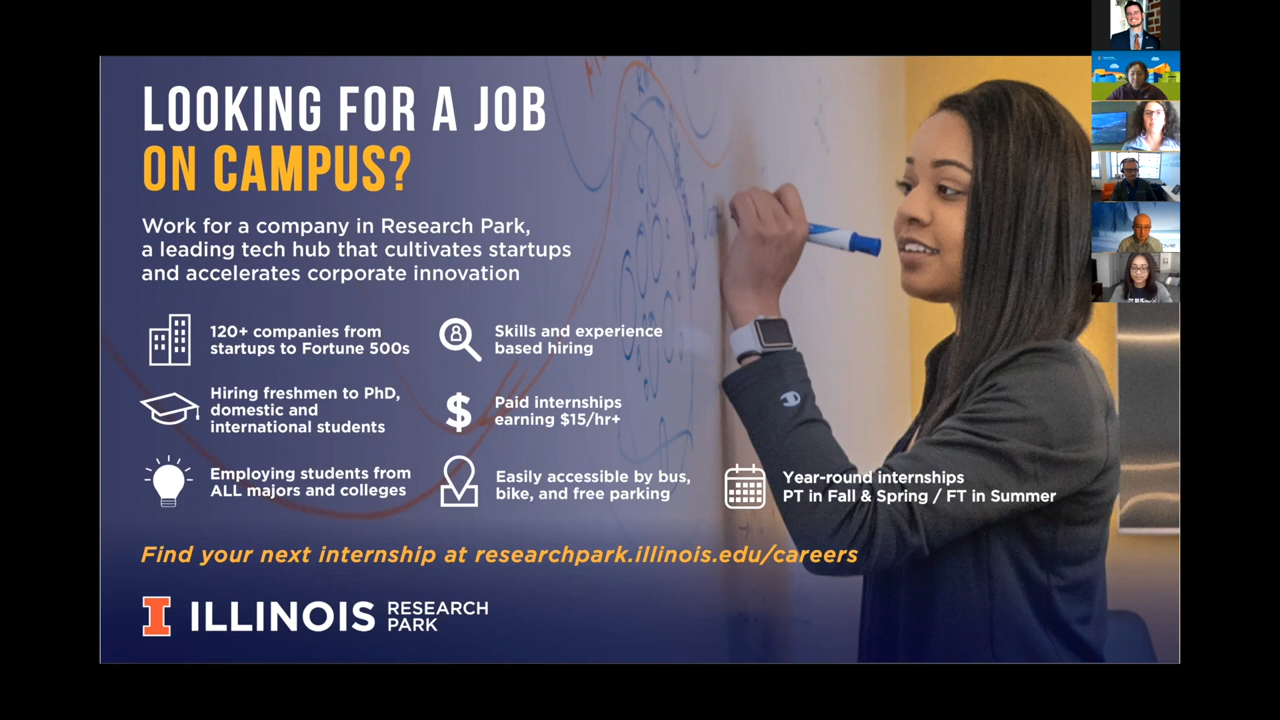 LOOKING FOR A JOB
ON CAMPUS?
Work for a company in Research Park,
a leading tech hub that cultivates startups
and accelerates corporate innovation
120+ companies from
startups to Fortune 500s
Skills and experience
based hiring
Hiring freshmen to PhD,
domestic and
international students
Paid internships
earning $15/hr+
Employing students from
ALL majors and colleges
Easily accessible by bus,
bike, and free parking
Year-round internships
PT in Fall & Spring / FT in Summer
Find your next internship at researchpark.illinois.edu/careers
I ILLINOIS RESEARCH
PARK